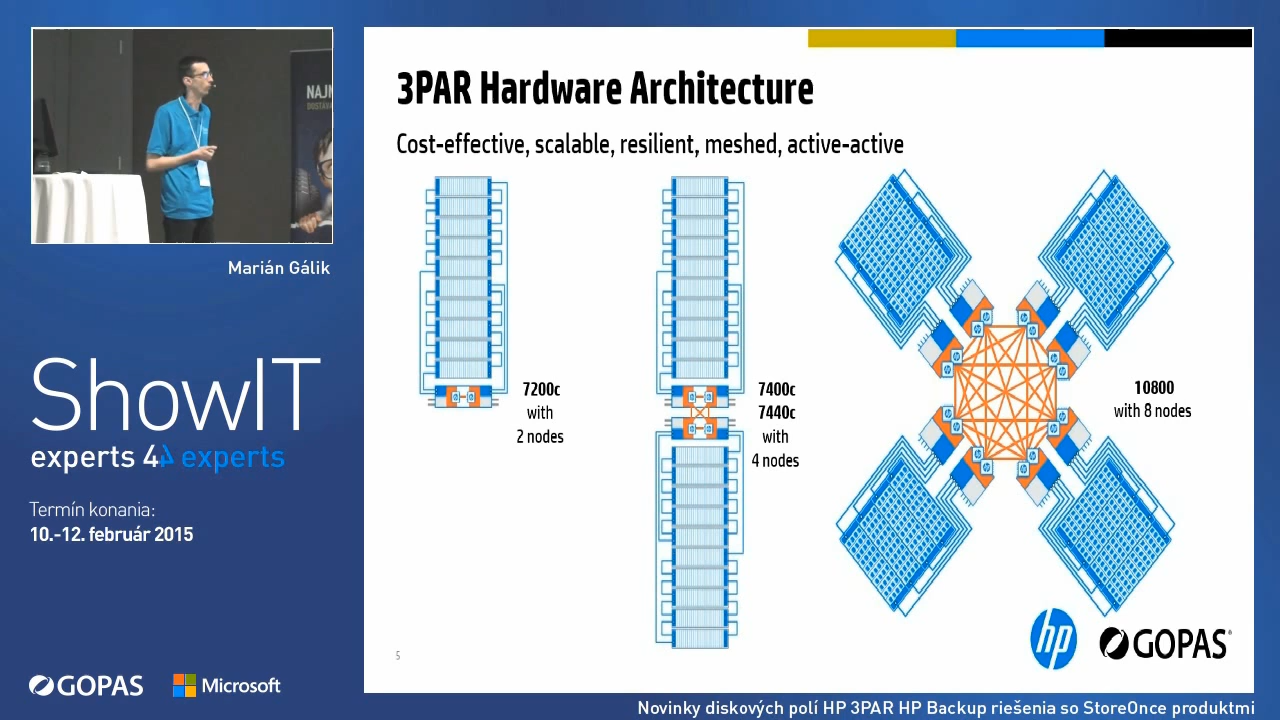 NAJN
DOSTÁV
Marián Gálik
ShowIT
experts 4 experts
Termín konania:
10.-12. február 2015
GOPAS
Microsoft
3PAR Hardware Architecture
Cost-effective, scalable, resilient, meshed, active-active
7200c
with
2 nodes
7400c
7440c
with
4 nodes
10800
with 8 nodes
5
hp
GOPAS®
Novinky diskových polí HP 3PAR HP Backup riešenia so StoreOnce produktmi